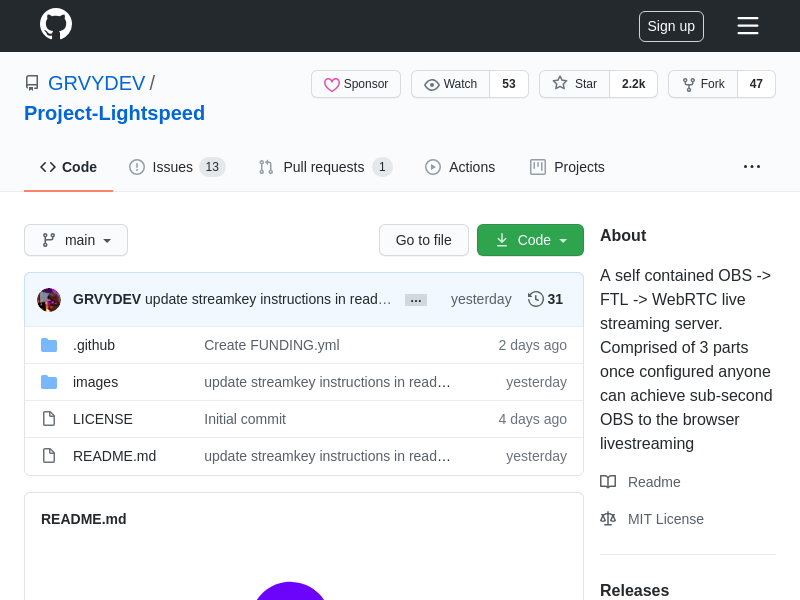 Sign up
GRVYDEV /
Project-Lightspeed
Sponsor Watch 53 Star 2.2k Fork 47
Code Issues 13 Pull requests 1 Actions Projects ...
main Go to file Code
GRVYDEV update streamkey instructions in read… ... yesterday 31
.github Create FUNDING.yml 2 days ago
images update streamkey instructions in read… yesterday
LICENSE Initial commit 4 days ago
README.md update streamkey instructions in read… yesterday
README.md
About
A self contained OBS ->
FTL -> WebRTC live
streaming server.
Comprised of 3 parts
once configured anyone
can achieve sub-second
OBS to the browser
livestreaming
Readme
MIT License
Releases